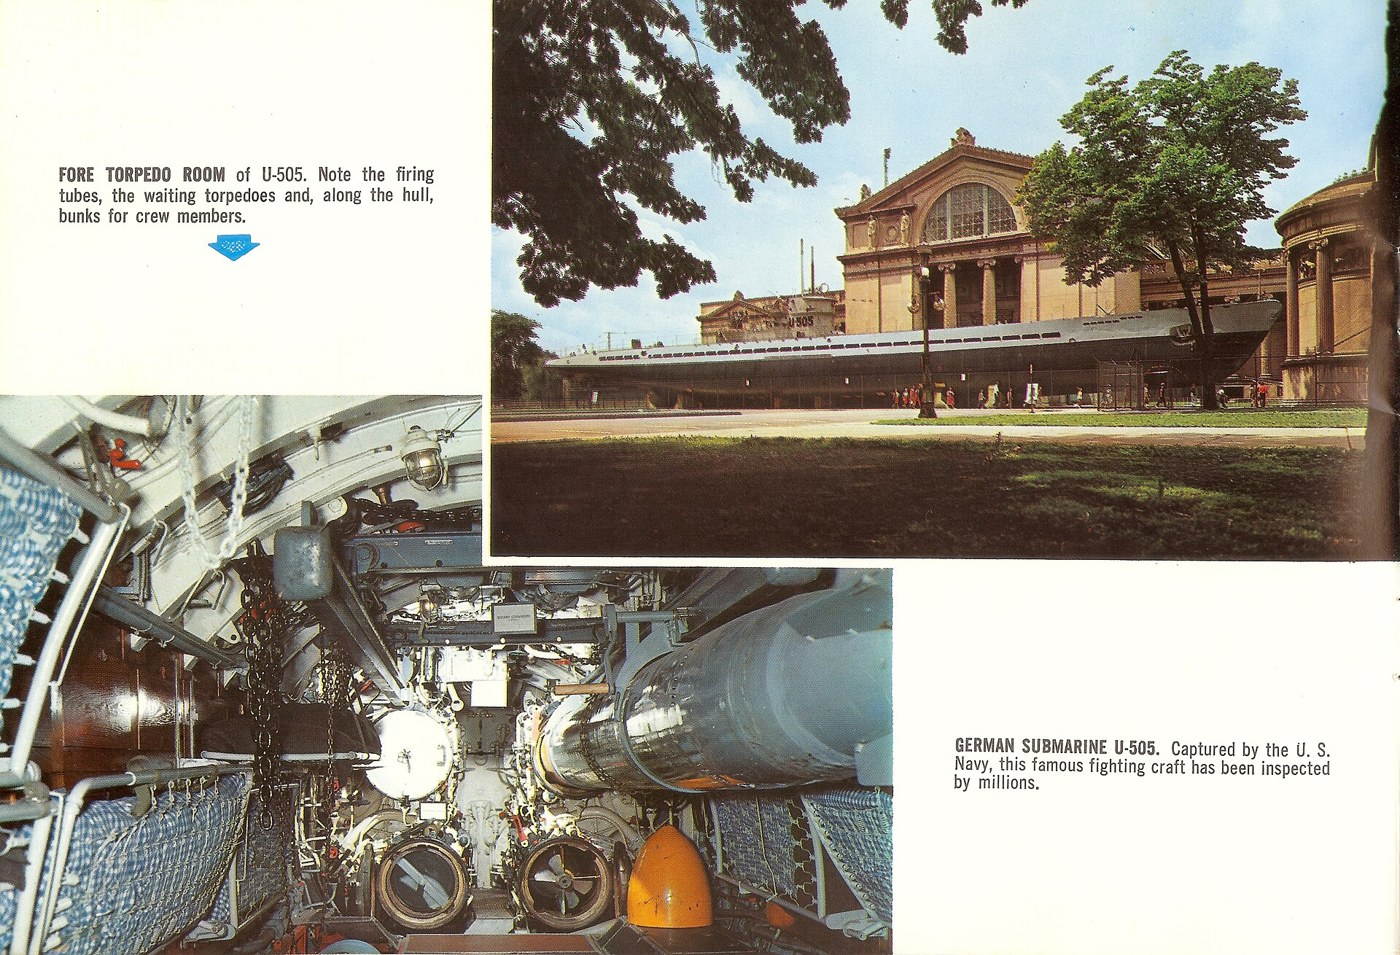 FORE TORPEDO ROOM of U-505. Note the firing
tubes, the waiting torpedoes and, along the hull,
bunks for crew members.
U-505
GERMAN SUBMARINE U-505. Captured by the U. S.
Navy, this famous fighting craft has been inspected
by millions.